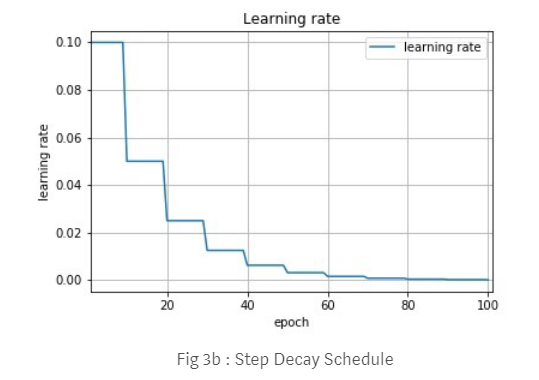 Learning rate
learning rate
0.10
0.08
0.06
0.04
0.02
0.00
learning rate
20
40
60
80
100
epoch
Fig 3b : Step Decay Schedule